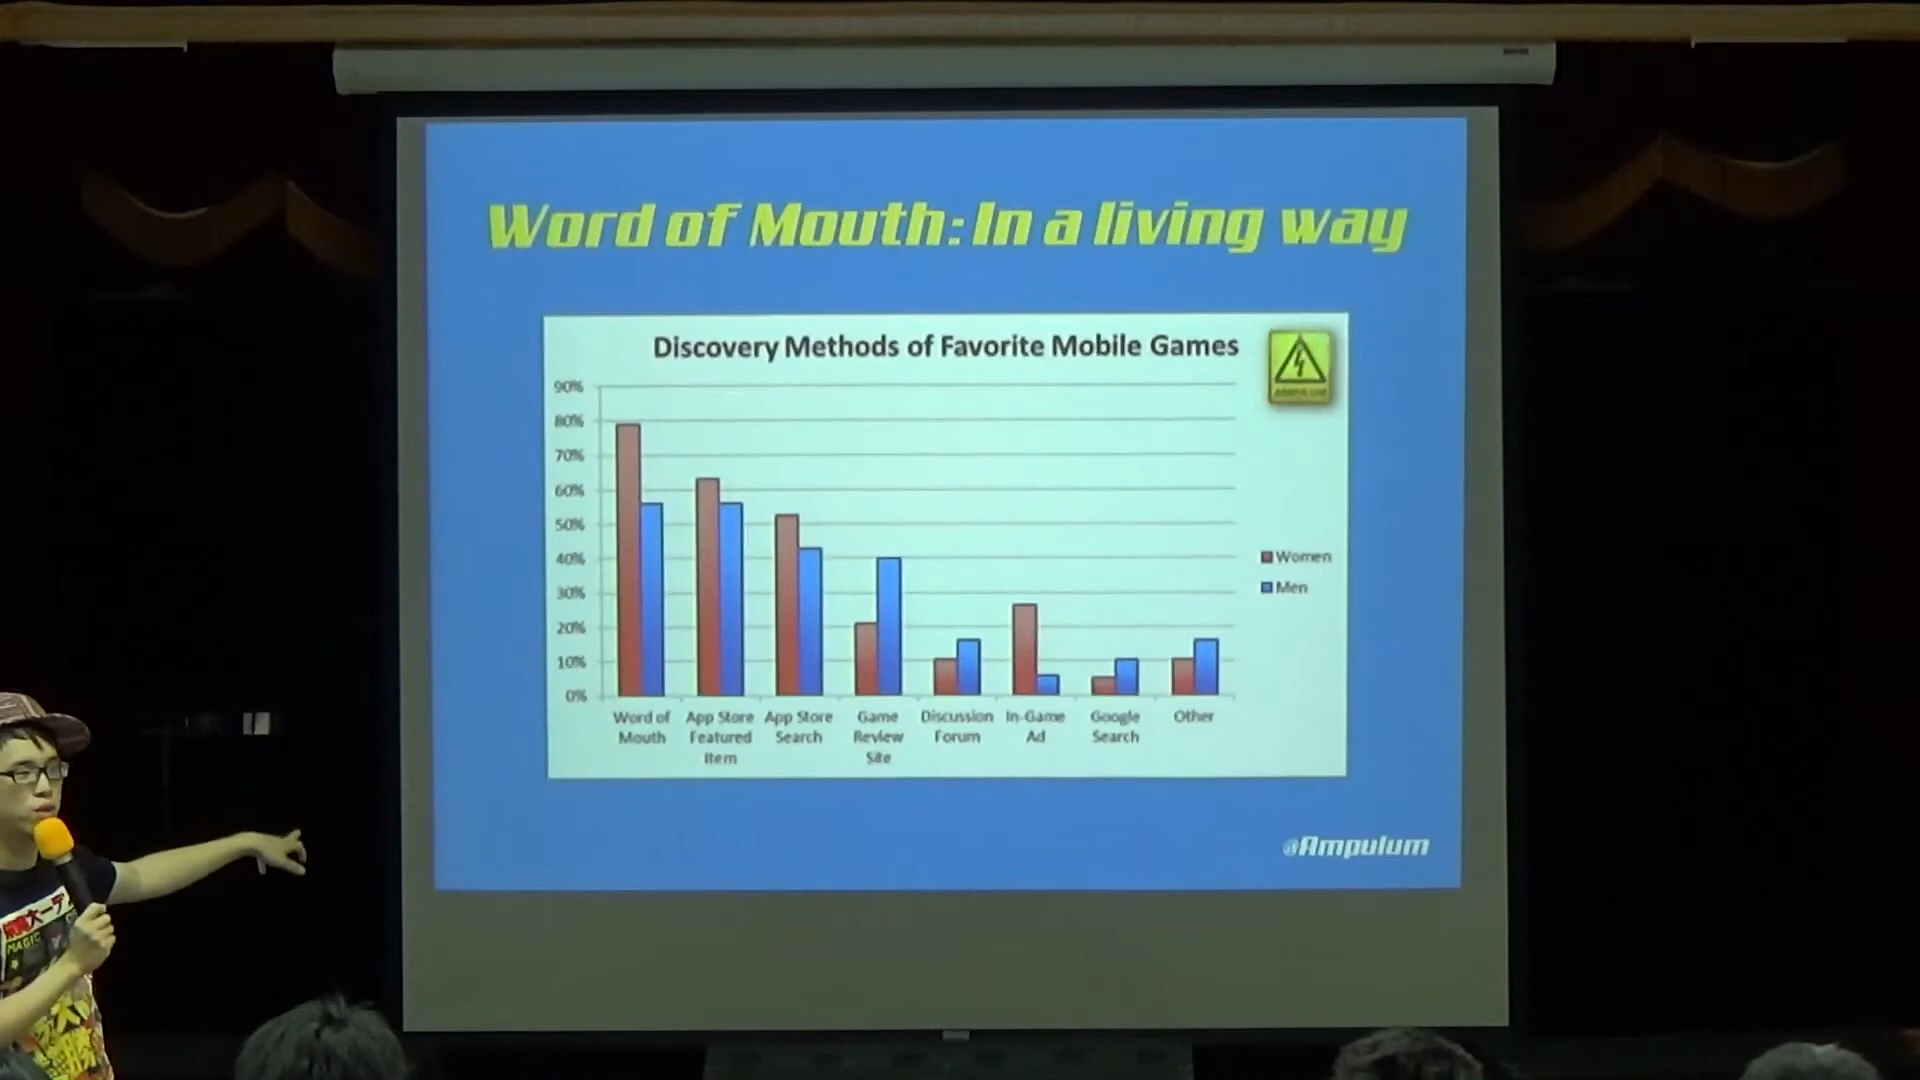 Word of Mouth: In a living way
Discovery Methods of Favorite Mobile Games
90%
80%
70%
60%
50%
40%
30%
20%
10%
0%
Word of
Mouth
App Store
Featured
Item
App Store
Search
Game
Review
Site
Discussion
Forum
In-Game
Ad
Google
Search
Other
Women
Men
@Ampulum
MAGIC